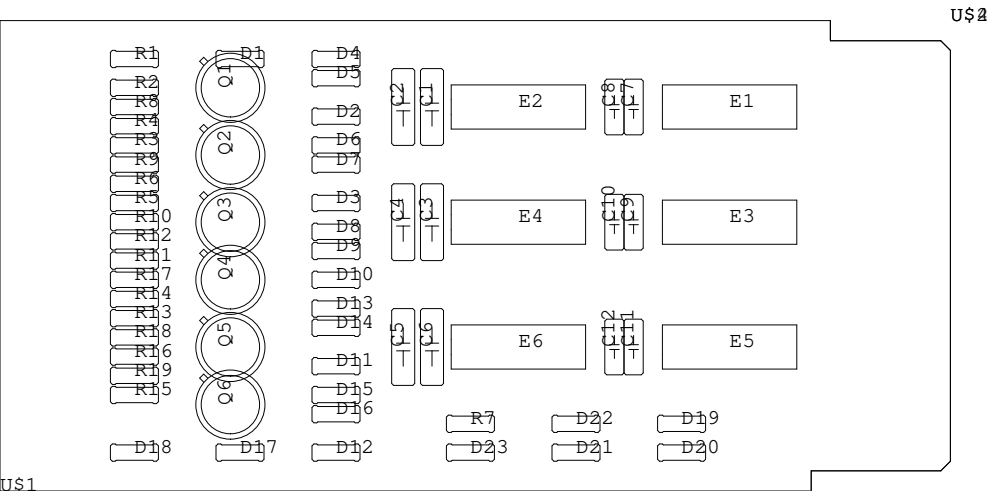 U$2
R1 D1 D4
Q1 D5
R2 C2 C1 C8 C7
R8 E2 E1
R4 D2
R3 Q2 D6
R9 D7
R6
R5 Q3 D3 C4 C3 C10 C9
R10 E4 E3
R12 D8
R11 D9
R17 Q4 D10
R14 D13
R13 D14
R18 Q5 C5 C6 C12 C11
R16 E6 E5
R19 D11
R15 Q6 D15
D16
R7 D22 D19
D18 D17 D12 D23 D21 D20
U$1